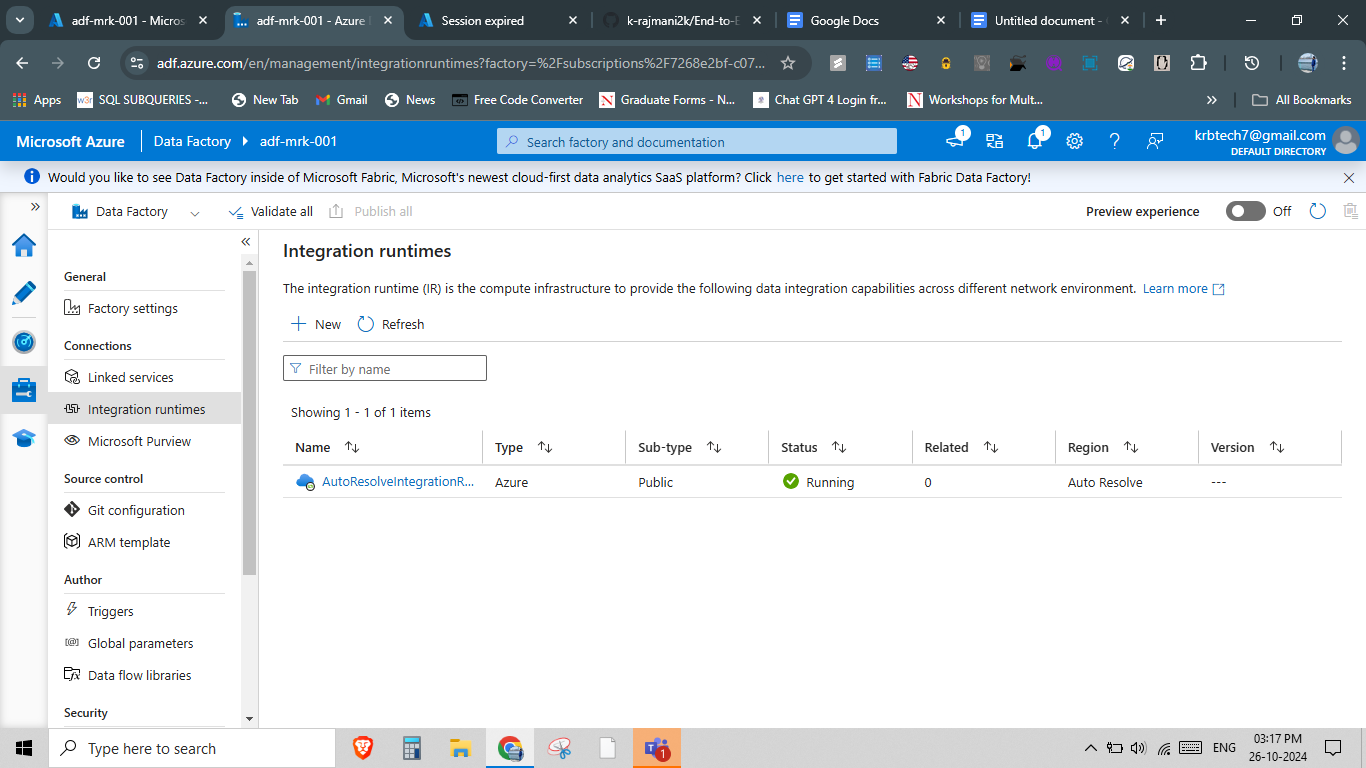 adf-mrk-001 - Micros
adf-mrk-001 - Azure
Session expired
k-rajmani2k/End-to-E
Google Docs
Untitled document -
adf.azure.com/en/management/integrationruntimes?factory=%2Fsubscriptions%2F7268e2bf-c07...
Apps
SQL SUBQUERIES -...
New Tab
Gmail
News
Free Code Converter
Graduate Forms - N...
Chat GPT 4 Login fr...
Workshops for Mult...
All Bookmarks
Microsoft Azure
Data Factory
adf-mrk-001
Search factory and documentation
1
1
krbtech7@gmail.com
DEFAULT DIRECTORY
Would you like to see Data Factory inside of Microsoft Fabric, Microsoft's newest cloud-first data analytics SaaS platform? Click here to get started with Fabric Data Factory!
Data Factory
Validate all
Publish all
Preview experience
Off
General
Factory settings
Connections
Linked services
Integration runtimes
Microsoft Purview
Source control
Git configuration
ARM template
Author
Triggers
Global parameters
Data flow libraries
Security
Integration runtimes
The integration runtime (IR) is the compute infrastructure to provide the following data integration capabilities across different network environment. Learn more
New
Refresh
Filter by name
Showing 1 - 1 of 1 items
Name Type Sub-type Status Related Region Version
AutoResolveIntegrationR... Azure Public Running 0 Auto Resolve ---
Type here to search
1
ENG
03:17 PM
26-10-2024